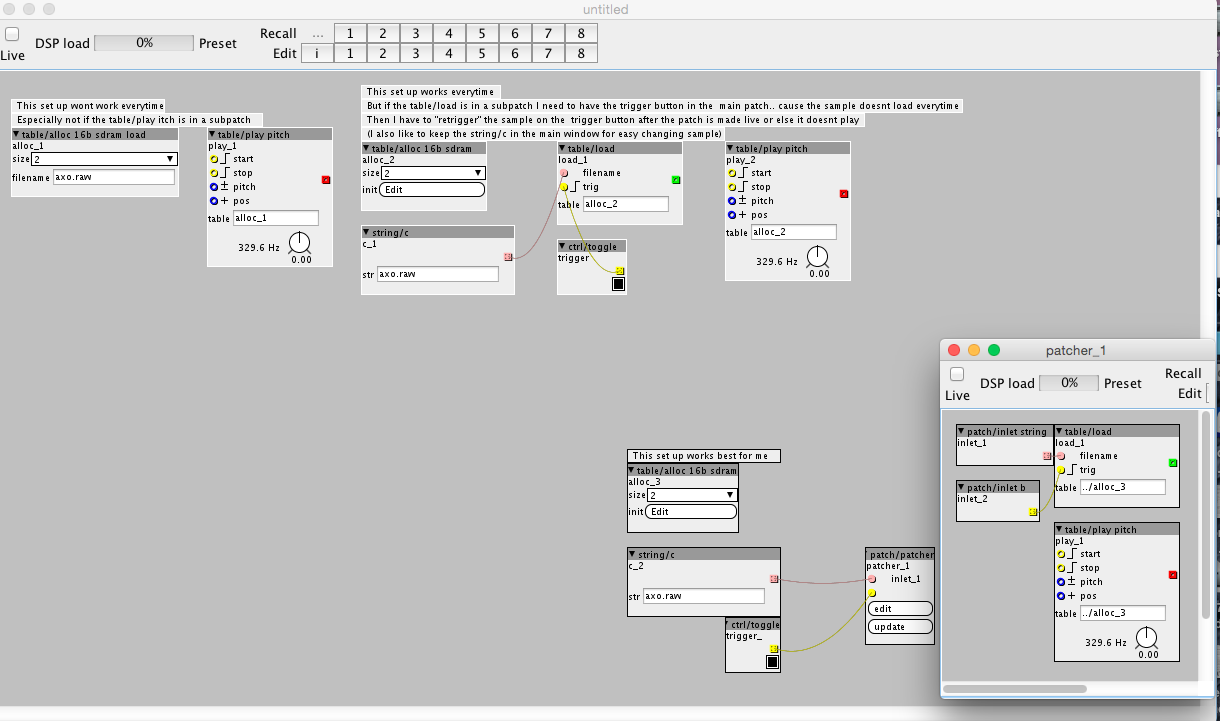 untitled
Live
DSP load
0%
Preset
Recall ... 1 2 3 4 5 6 7 8
Edit i 1 2 3 4 5 6 7 8
This set up wont work everytime
Especially not if the table/play itch is in a subpatch
table/alloc 16b sdram load
alloc_1
size 2
filename axo.raw
table/play pitch
play_1
start
stop
pitch
pos
table alloc_1
329.6 Hz
0.00
This set up works everytime
But if the table/load is in a subpatch I need to have the trigger button in the main patch.. cause the sample doesnt load everytime
Then I have to "retrigger" the sample on the trigger button after the patch is made live or else it doesnt play
(I also like to keep the string/c in the main window for easy changing sample)
table/alloc 16b sdram
alloc_2
size 2
init Edit
string/c
c_1
str axo.raw
table/load
load_1
filename
trig
table alloc_2
ctrl/toggle
trigger
table/play pitch
play_2
start
stop
pitch
pos
table alloc_2
329.6 Hz
0.00
This set up works best for me
table/alloc 16b sdram
alloc_3
size 2
init Edit
string/c
c_2
str axo.raw
ctrl/toggle
trigger_
patch/patcher
patcher_1
inlet_1
edit
update
patcher_1
Live
DSP load
0%
Preset
Recall
Edit
patch/inlet string
inlet_1
patch/inlet b
inlet_2
table/load
load_1
filename
trig
table ../alloc_3
table/play pitch
play_1
start
stop
pitch
pos
table ../alloc_3
329.6 Hz
0.00